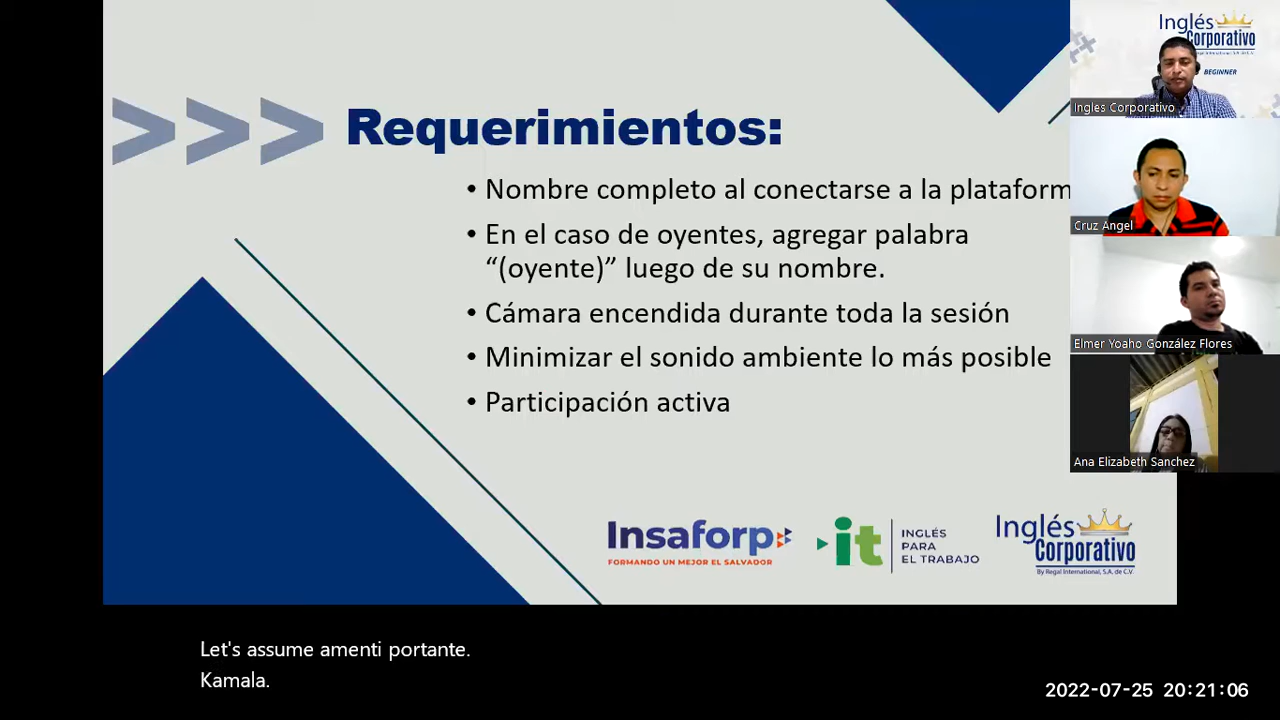 >>> Requerimientos:
• Nombre completo al conectarse a la plataform
• En el caso de oyentes, agregar palabra
“(oyente)” luego de su nombre.
• Cámara encendida durante toda la sesión
• Minimizar el sonido ambiente lo más posible
• Participación activa
Insaforp
FORMANDO UN MEJOR EL SALVADOR
it
INGLÉS
PARA
EL TRABAJO
Inglés
Corporativo
By Regal International, S.A. de C.V.
Inglés
Corporativo
By Regal International, S.A. de C.V.
BEGINNER
Ingles Corporativo
Cruz Angel
Elmer Yoaho González Flores
Ana Elizabeth Sanchez
Let's assume amenti portante.
Kamala.
2022-07-25 20:21:06